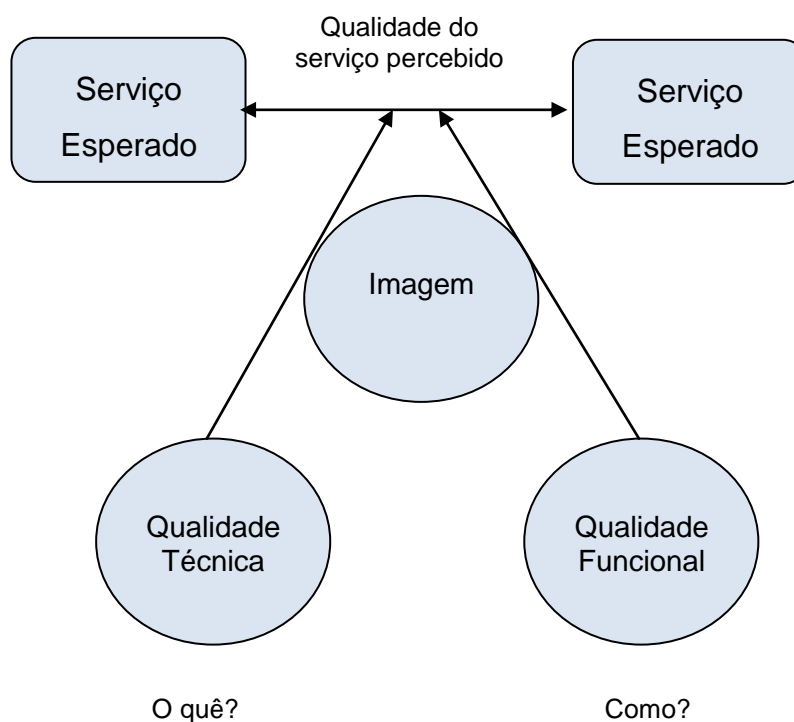 Qualidade do
serviço percebido
Serviço
Esperado
Serviço
Esperado
Imagem
Qualidade
Técnica
Qualidade
Funcional
O quê?
Como?